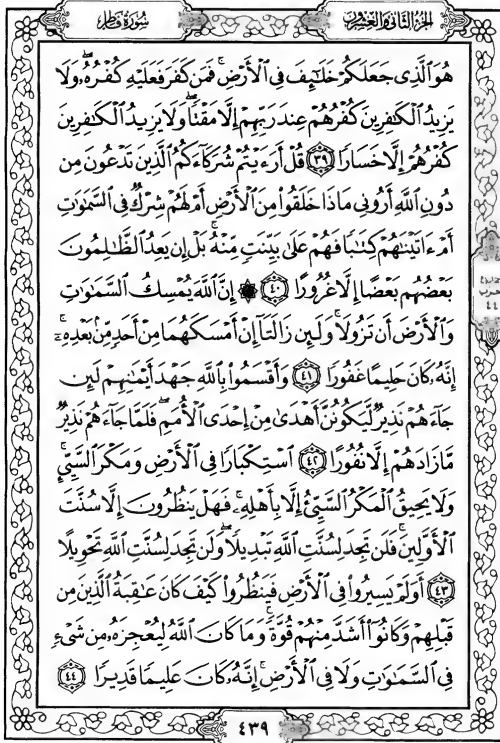 سورة فاطر
الجزء الثاني والعشرون
هُوَ ٱلَّذِى جَعَلَكُمْ خَلَٰٓئِفَ فِى ٱلْأَرْضِ ۚ فَمَن كَفَرَ فَعَلَيْهِ كُفْرُهُۥ ۖ وَلَا
يَزِيدُ ٱلْكَٰفِرِينَ كُفْرُهُمْ عِندَ رَبِّهِمْ إِلَّا مَقْتًا ۖ وَلَا يَزِيدُ ٱلْكَٰفِرِينَ
كُفْرُهُمْ إِلَّا خَسَارًا ٣٩ قُلْ أَرَءَيْتُمْ شُرَكَآءَكُمُ ٱلَّذِينَ تَدْعُونَ مِن
دُونِ ٱللَّهِ أَرُونِى مَاذَا خَلَقُوا۟ مِنَ ٱلْأَرْضِ أَمْ لَهُمْ شِرْكٌ فِى ٱلسَّمَٰوَٰتِ
أَمْ ءَاتَيْنَٰهُمْ كِتَٰبًا فَهُمْ عَلَىٰ بَيِّنَتٍ مِّنْهُ ۚ بَلْ إِن يَعِدُ ٱلظَّٰلِمُونَ
بَعْضُهُم بَعْضًا إِلَّا غُرُورًا ٤٠ ۞ إِنَّ ٱللَّهَ يُمْسِكُ ٱلسَّمَٰوَٰتِ
وَٱلْأَرْضَ أَن تَزُولَا ۚ وَلَئِن زَالَتَآ إِنْ أَمْسَكَهُمَا مِنْ أَحَدٍ مِّنۢ بَعْدِهِۦٓ ۚ
إِنَّهُۥ كَانَ حَلِيمًا غَفُورًا ٤١ وَأَقْسَمُوا۟ بِٱللَّهِ جَهْدَ أَيْمَٰنِهِمْ لَئِن
جَآءَهُمْ نَذِيرٌ لَّيَكُونُنَّ أَهْدَىٰ مِنْ إِحْدَى ٱلْأُمَمِ ۖ فَلَمَّا جَآءَهُمْ نَذِيرٌ
مَّا زَادَهُمْ إِلَّا نُفُورًا ٤٢ ٱسْتِكْبَارًا فِى ٱلْأَرْضِ وَمَكْرَ ٱلسَّيِّئِ ۚ
وَلَا يَحِيقُ ٱلْمَكْرُ ٱلسَّيِّئُ إِلَّا بِأَهْلِهِۦ ۚ فَهَلْ يَنظُرُونَ إِلَّا سُنَّتَ
ٱلْأَوَّلِينَ ۚ فَلَن تَجِدَ لِسُنَّتِ ٱللَّهِ تَبْدِيلًا ۖ وَلَن تَجِدَ لِسُنَّتِ ٱللَّهِ تَحْوِيلًا
٤٣ أَوَلَمْ يَسِيرُوا۟ فِى ٱلْأَرْضِ فَيَنظُرُوا۟ كَيْفَ كَانَ عَٰقِبَةُ ٱلَّذِينَ مِن
قَبْلِهِمْ وَكَانُوٓا۟ أَشَدَّ مِنْهُمْ قُوَّةً ۚ وَمَا كَانَ ٱللَّهُ لِيُعْجِزَهُۥ مِن شَىْءٍ
فِى ٱلسَّمَٰوَٰتِ وَلَا فِى ٱلْأَرْضِ ۚ إِنَّهُۥ كَانَ عَلِيمًا قَدِيرًا ٤٤
حزب
٤٤
٤٣٩